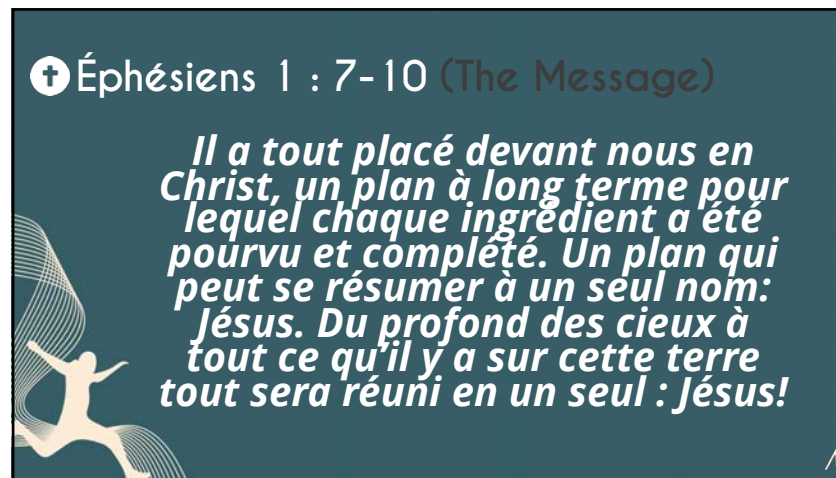 Éphésiens 1 : 7-10 (The Message)
Il a tout placé devant nous en
Christ, un plan à long terme pour
lequel chaque ingrédient a été
pourvu et complété. Un plan qui
peut se résumer à un seul nom:
Jésus. Du profond des cieux à
tout ce qu'il y a sur cette terre
tout sera réuni en un seul : Jésus!